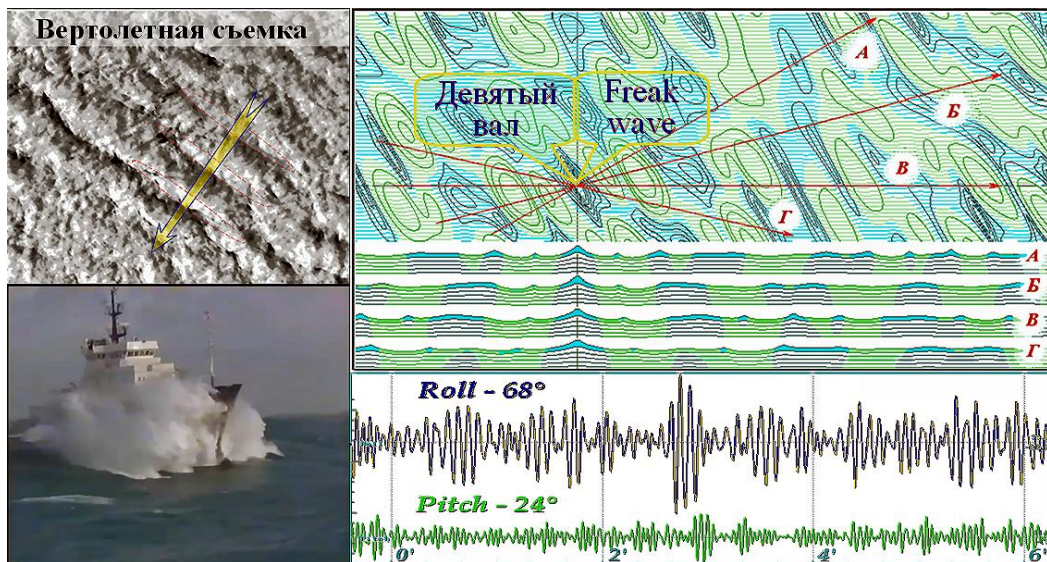 Вертолетная съемка
Девятый
вал
Freak
wave
А
Б
В
Г
А
Б
В
Г
Roll - 68°
Pitch - 24°
0'
2'
4'
6'